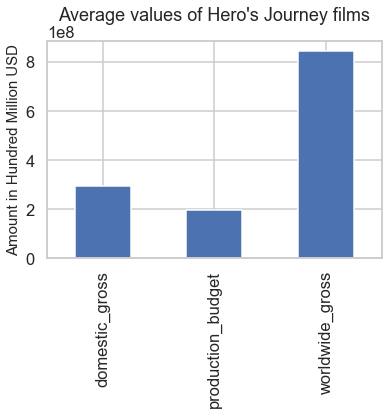 Average values of Hero's Journey films
1e8
Amount in Hundred Million USD
8
6
4
2
0
domestic_gross
production_budget
worldwide_gross